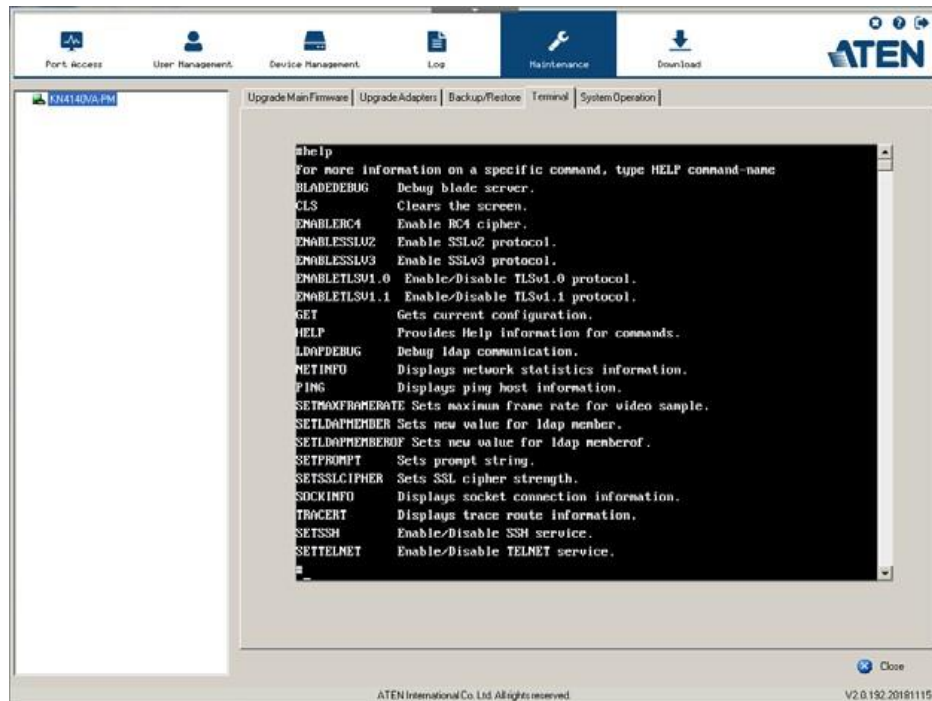 Port Access
User Management
Device Management
Log
Maintenance
Download
ATEN
KN4140VA-PM
Upgrade Main Firmware
Upgrade Adapters
Backup/Restore
Terminal
System Operation
#help
For more information on a specific command, type HELP command-name
BLADEDEBUG Debug blade server.
CLS Clears the screen.
ENABLERC4 Enable RC4 cipher.
ENABLESSLV2 Enable SSLv2 protocol.
ENABLESSLV3 Enable SSLv3 protocol.
ENABLETLSV1.0 Enable/Disable TLSv1.0 protocol.
ENABLETLSV1.1 Enable/Disable TLSv1.1 protocol.
GET Gets current configuration.
HELP Provides Help information for commands.
LDAPDEBUG Debug ldap communication.
NETINFO Displays network statistics information.
PING Displays ping host information.
SETMAXFRAMERATE Sets maximum frame rate for video sample.
SETLDAPMEMBER Sets new value for ldap member.
SETLDAPMEMBEROF Sets new value for ldap memberof.
SETPROMPT Sets prompt string.
SETSSLCIPHER Sets SSL cipher strength.
SOCKINFO Displays socket connection information.
TRACERT Displays trace route information.
SETSSH Enable/Disable SSH service.
SETTELNET Enable/Disable TELNET service.
#_
Close
ATEN International Co. Ltd. All rights reserved.
V2.0.192.20181115